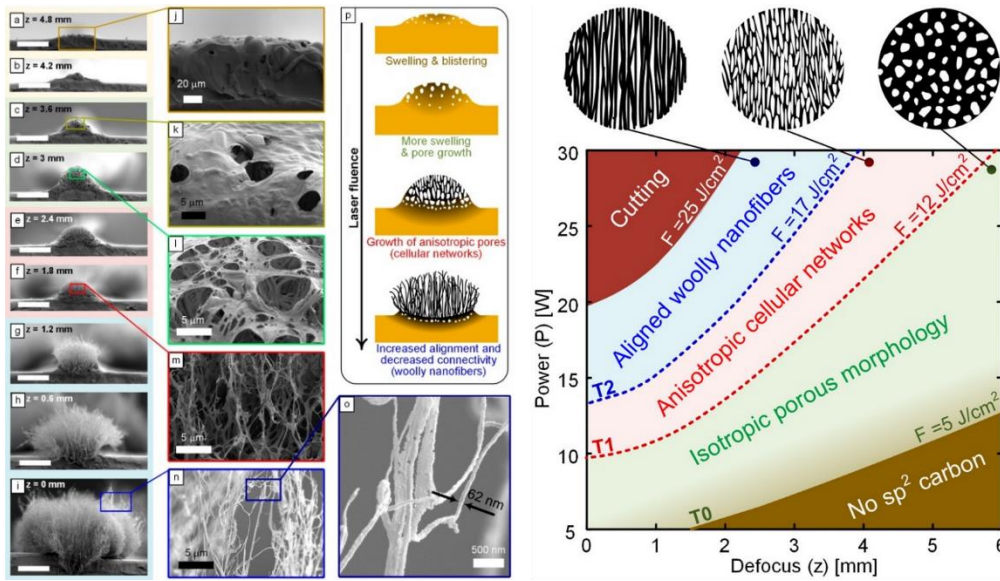 a z = 4.8 mm
b z = 4.2 mm
c z = 3.6 mm
d z = 3 mm
e z = 2.4 mm
f z = 1.8 mm
g z = 1.2 mm
h z = 0.6 mm
i z = 0 mm
j
20 μm
k
5 μm
l
5 μm
m
5 μm
n
5 μm
o
62 nm
500 nm
p
Laser fluence
Swelling & blistering
More swelling
& pore growth
Growth of anisotropic pores
(cellular networks)
Increased alignment and
decreased connectivity
(woolly nanofibers)
Power (P) [W]
30
25
20
15
10
5
Cutting
F =25 J/cm²
Aligned woolly nanofibers
F = 17 J/cm²
T2
Anisotropic cellular networks
F = 12 J/cm²
T1
Isotropic porous morphology
F =5 J/cm²
T0
No sp² carbon
0 1 2 3 4 5 6
Defocus (z) [mm]